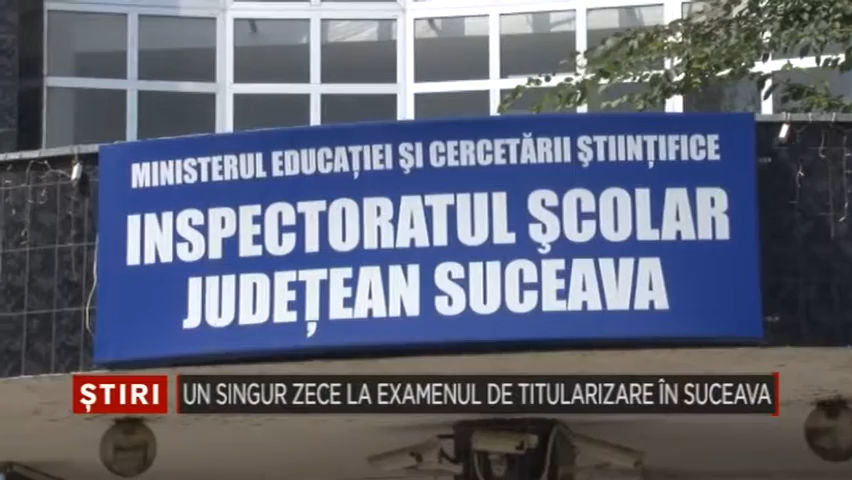 MINISTERUL EDUCAȚIEI ȘI CERCETĂRII ȘTIINȚIFICE
INSPECTORATUL ȘCOLAR
JUDEȚEAN SUCEAVA
ȘTIRI UN SINGUR ZECE LA EXAMENUL DE TITULARIZARE ÎN SUCEAVA